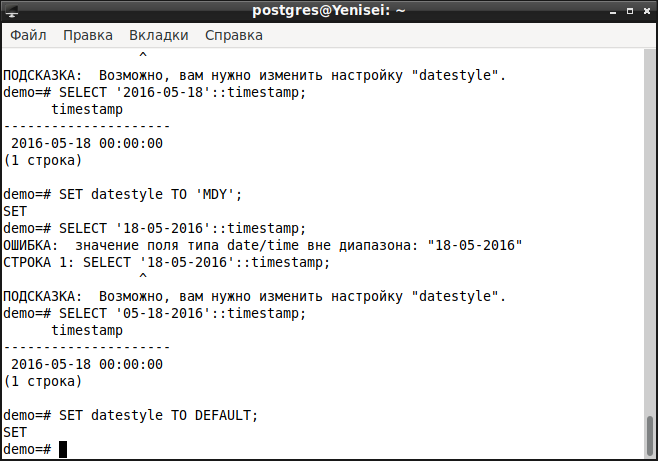 postgres@Yenisei: ~
Файл Правка Вкладки Справка
^
ПОДСКАЗКА:  Возможно, вам нужно изменить настройку "datestyle".
demo=# SELECT '2016-05-18'::timestamp;
timestamp
---------------------
2016-05-18 00:00:00
(1 строка)
demo=# SET datestyle TO 'MDY';
SET
demo=# SELECT '18-05-2016'::timestamp;
ОШИБКА:  значение поля типа date/time вне диапазона: "18-05-2016"
СТРОКА 1: SELECT '18-05-2016'::timestamp;
^
ПОДСКАЗКА:  Возможно, вам нужно изменить настройку "datestyle".
demo=# SELECT '05-18-2016'::timestamp;
timestamp
---------------------
2016-05-18 00:00:00
(1 строка)
demo=# SET datestyle TO DEFAULT;
SET
demo=#